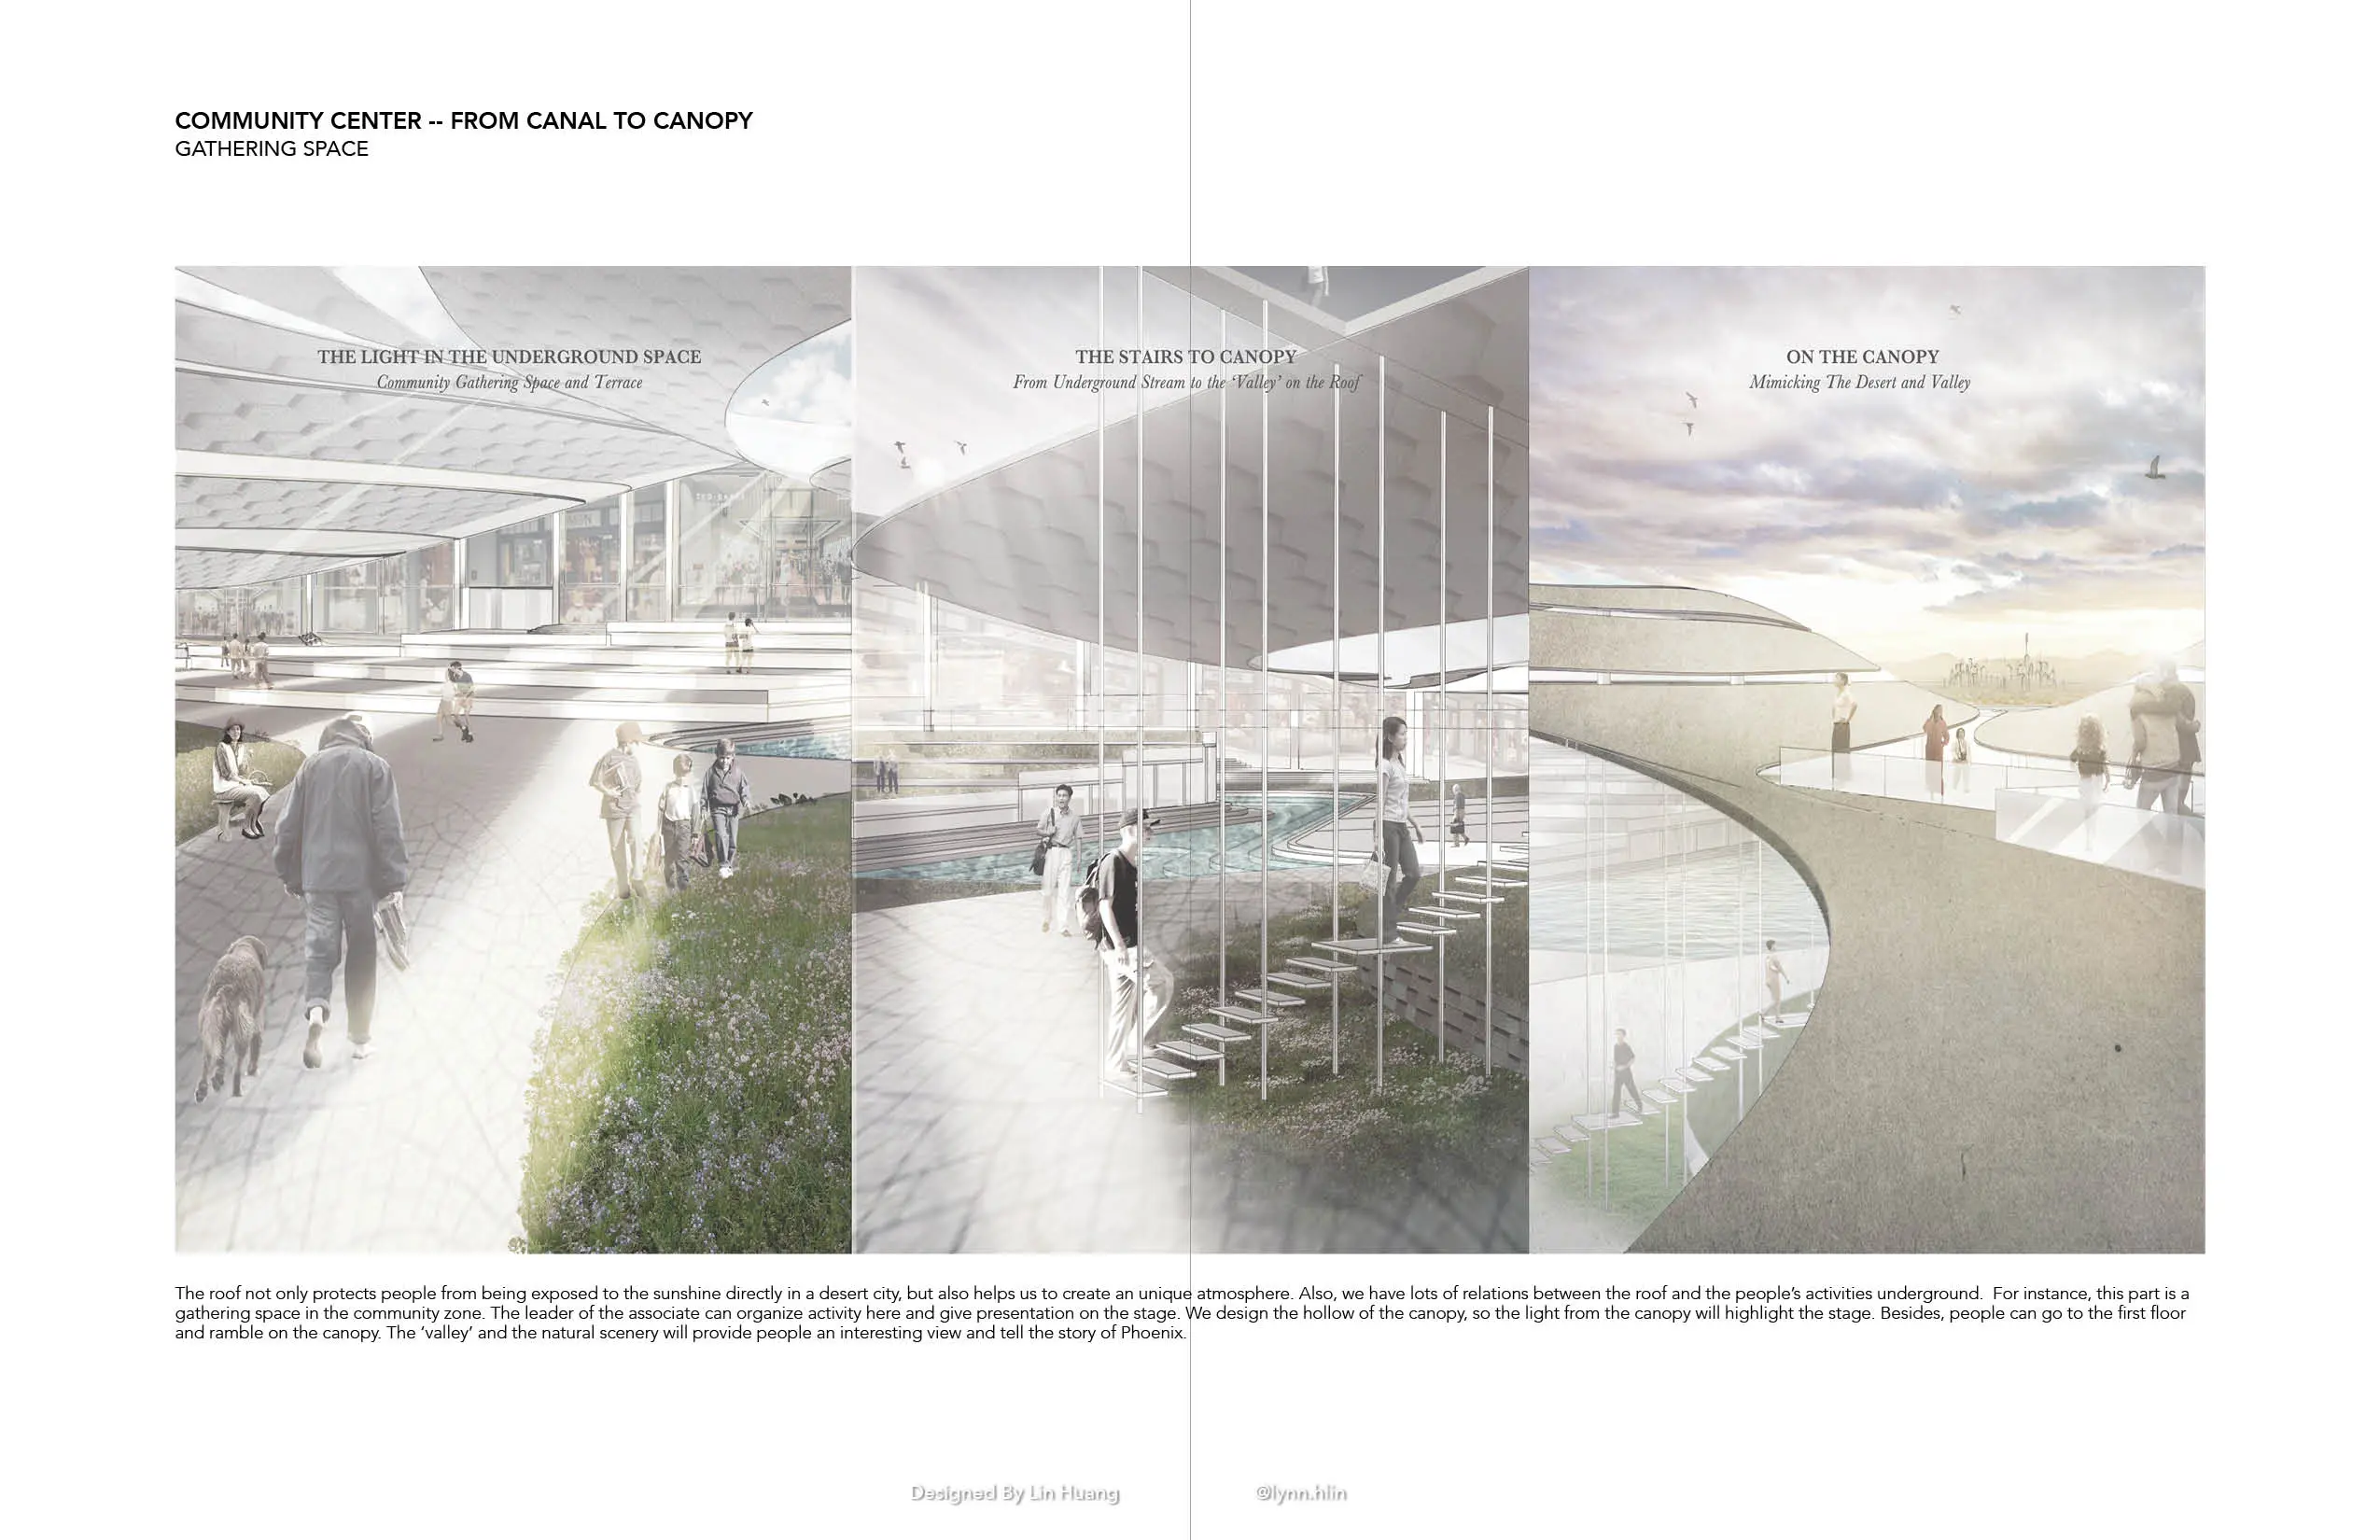 COMMUNITY CENTER -- FROM CANAL TO CANOPY
GATHERING SPACE
THE LIGHT IN THE UNDERGROUND SPACE
Community Gathering Space and Terrace
THE STAIRS TO CANOPY
From Underground Stream to the ‘Valley’ on the Roof
ON THE CANOPY
Mimicking The Desert and Valley
The roof not only protects people from being exposed to the sunshine directly in a desert city, but also helps us to create an unique atmosphere. Also, we have lots of relations between the roof and the people’s activities underground.  For instance, this part is a
gathering space in the community zone. The leader of the associate can organize activity here and give presentation on the stage. We design the hollow of the canopy, so the light from the canopy will highlight the stage. Besides, people can go to the first floor
and ramble on the canopy. The ‘valley’ and the natural scenery will provide people an interesting view and tell the story of Phoenix.
Designed By Lin Huang
@lynn.hlin